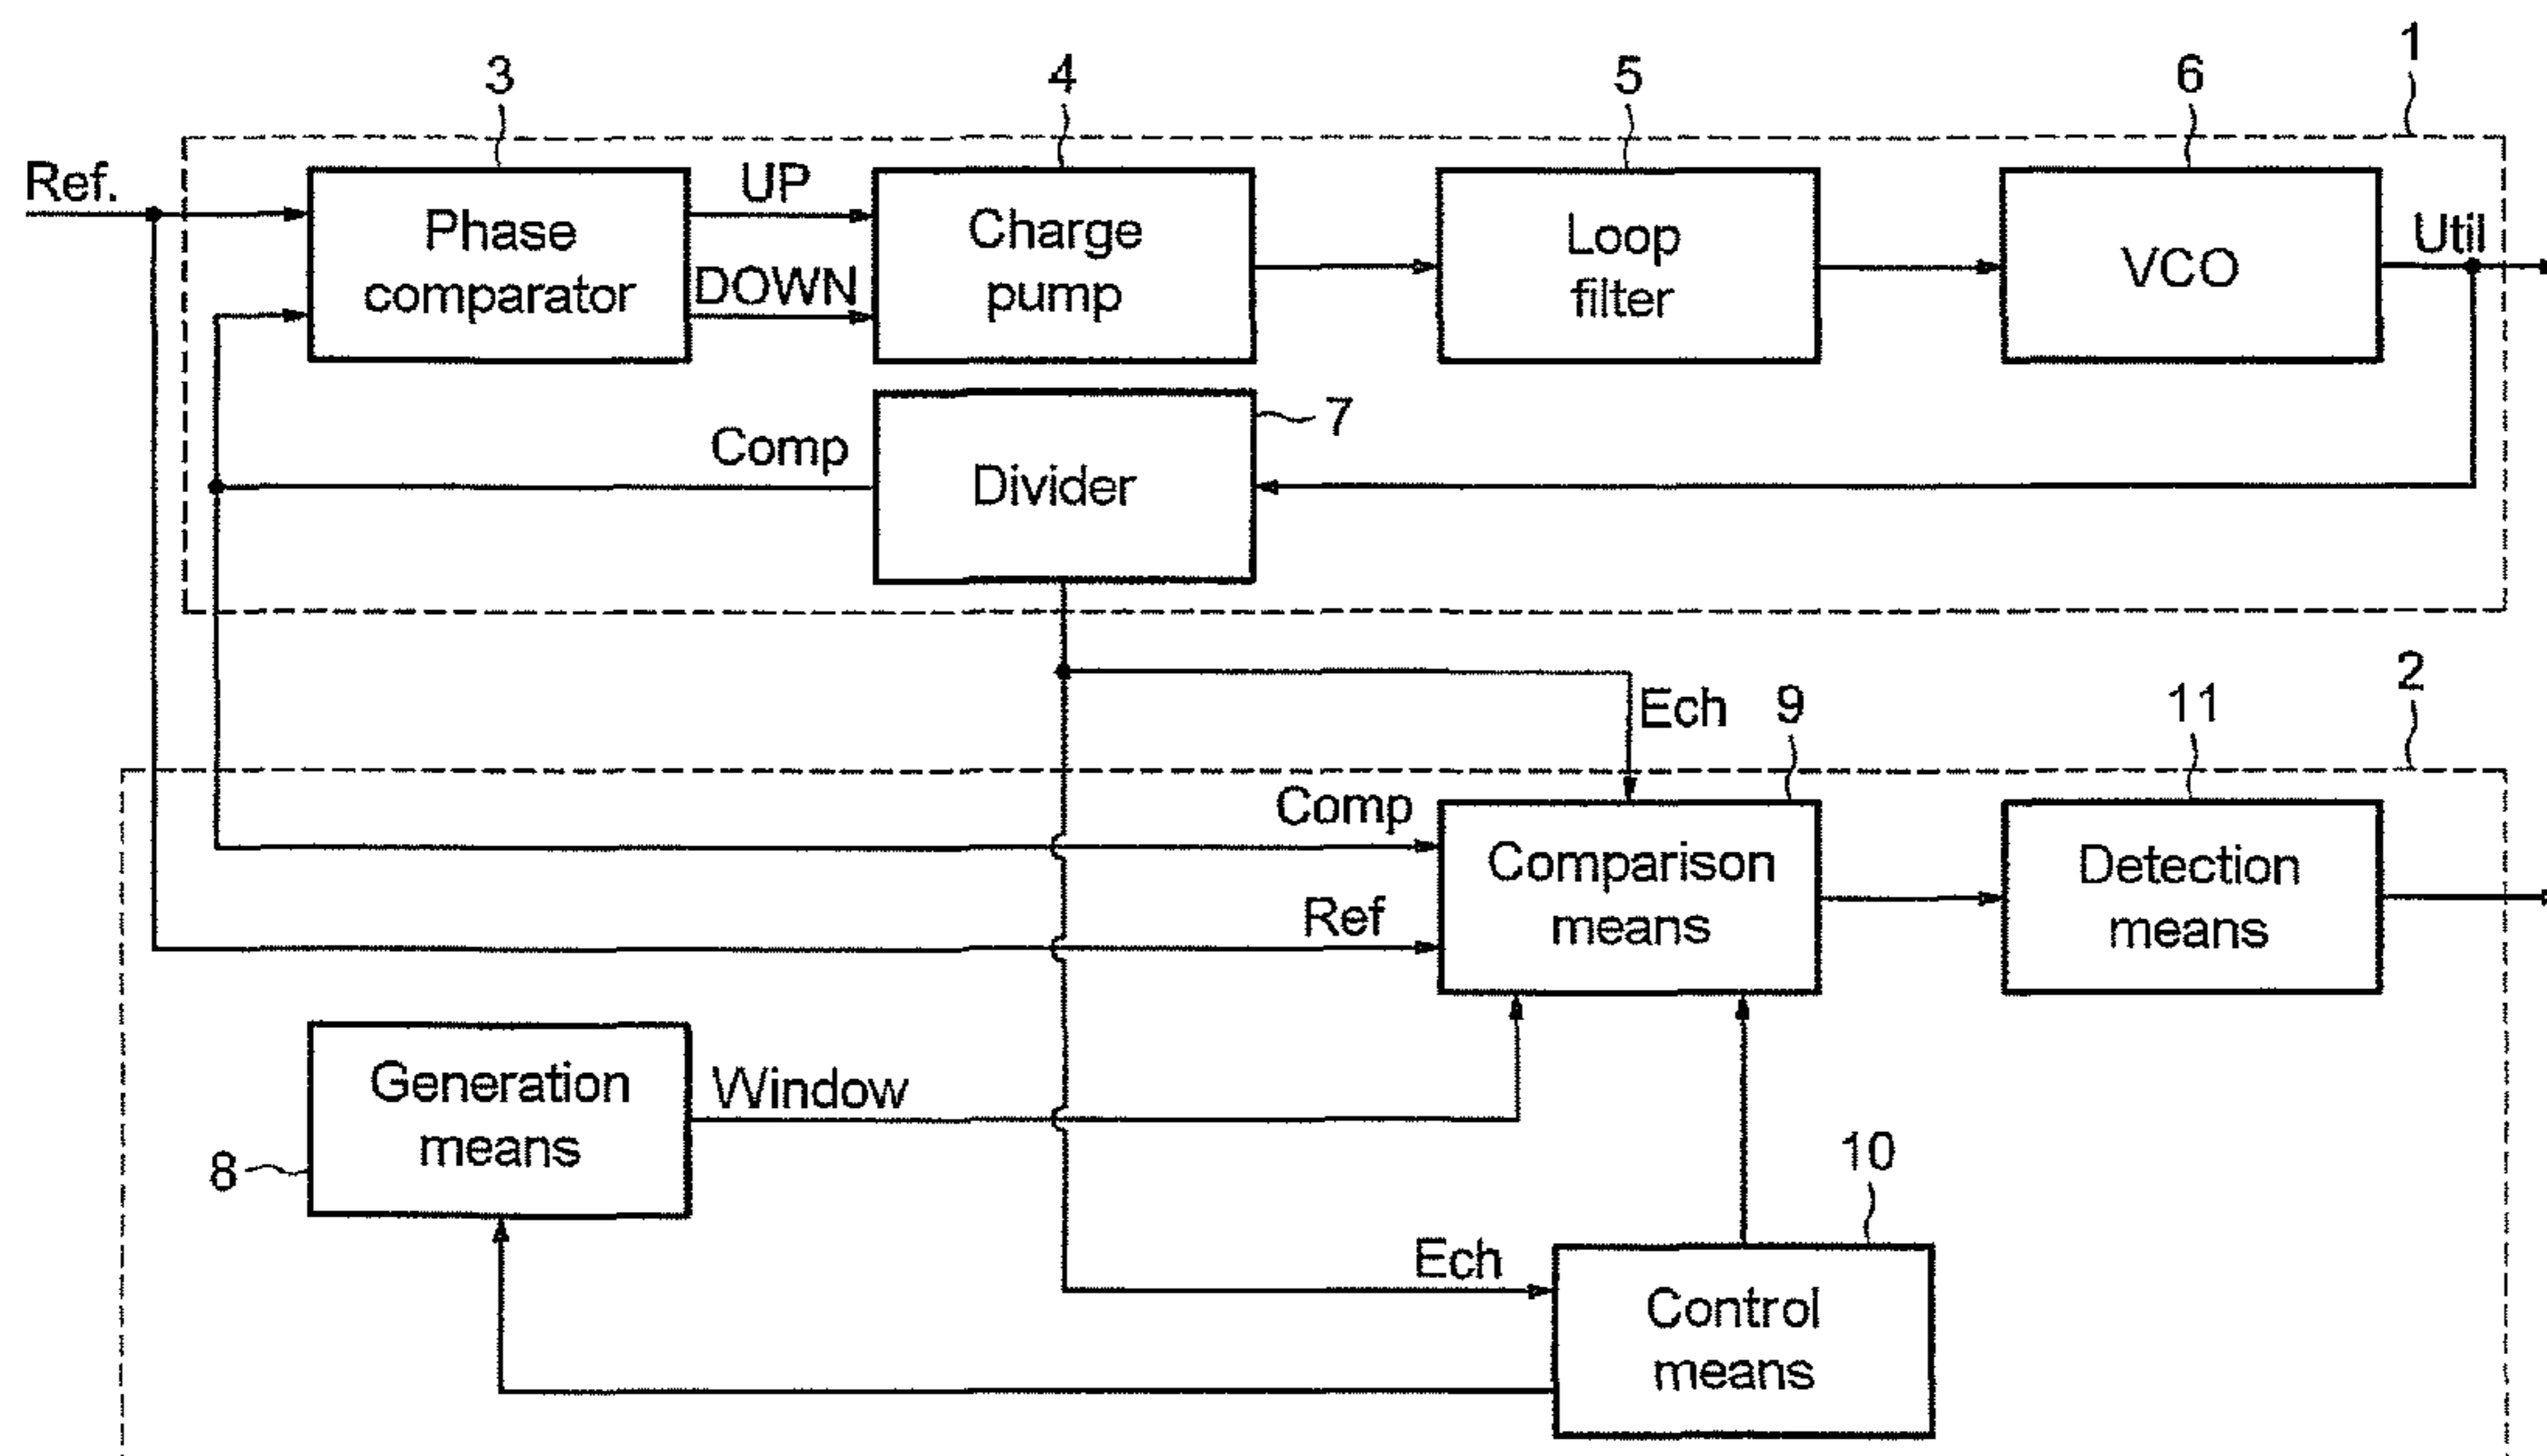 1
3
4
5
6
Ref.
Phase
comparator
UP
DOWN
Charge
pump
Loop
filter
VCO
Util
7
Comp
Divider
2
Ech
9
11
Comp
Ref
Comparison
means
Detection
means
Generation
means
8
Window
10
Ech
Control
means